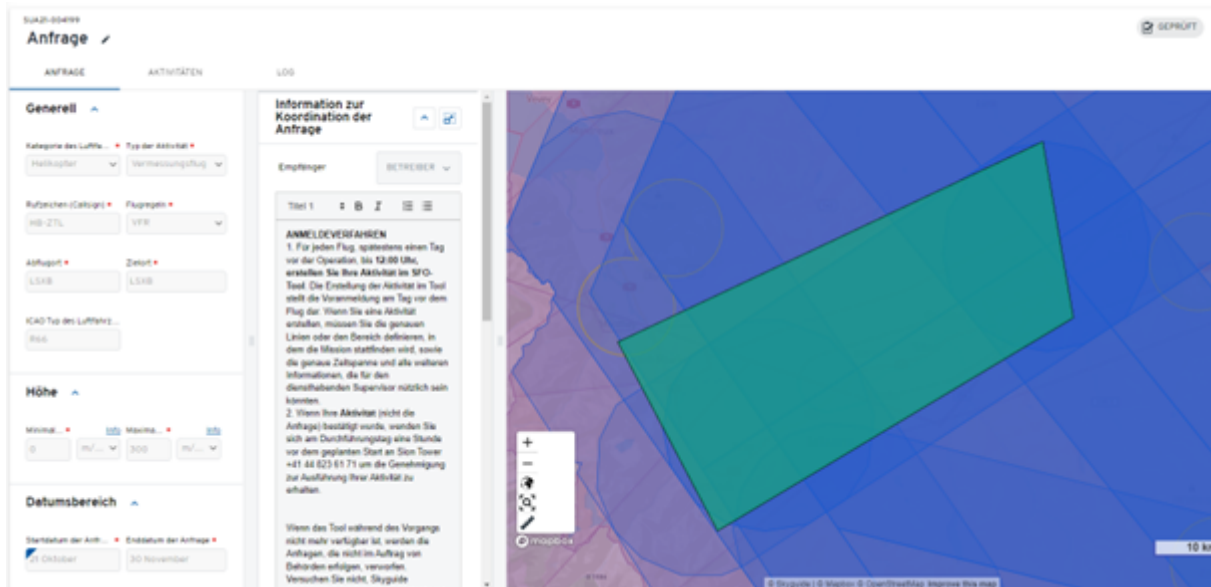 SUA21-004199
Anfrage
GEPRÜFT
ANFRAGE AKTIVITÄTEN LOG
Generell
Kategorie des Luftfa... * Typ der Aktivität *
Helikopter Vermessungsflug
Rufzeichen (Callsign) * Flugregeln *
HB-ZTL VFR
Abflugort * Zielort *
LSXB LSXB
ICAO Typ des Luftfahrz...
R66
Höhe
Minimal... * Info Maxima... * Info
0 m/... 300 m/...
Datumsbereich
Startdatum der Anfr... * Enddatum der Anfrage *
21 Oktober 30 November
Information zur
Koordination der
Anfrage
Empfänger BETREIBER
Titel 1 B I
ANMELDEVERFAHREN
1. Für jeden Flug, spätestens einen Tag
vor der Operation, bis 12:00 Uhr,
erstellen Sie Ihre Aktivität im SFO-
Tool. Die Erstellung der Aktivität im Tool
stellt die Voranmeldung am Tag vor dem
Flug dar. Wenn Sie eine Aktivität
erstellen, müssen Sie die genauen
Linien oder den Bereich definieren, in
dem die Mission stattfinden wird, sowie
die genaue Zeitspanne und alle weiteren
Informationen, die für den
diensthabenden Supervisor nützlich sein
könnten.
2. Wenn Ihre Aktivität (nicht die
Anfrage) bestätigt wurde, wenden Sie
sich am Durchführungstag eine Stunde
vor dem geplanten Start an Sion Tower
+41 44 823 61 71 um die Genehmigung
zur Ausführung Ihrer Aktivität zu
erhalten.
Wenn das Tool während des Vorgangs
nicht mehr verfügbar ist, werden die
Anfragen, die nicht im Auftrag von
Behörden erfolgen, verworfen.
Versuchen Sie nicht, Skyguide
mapbox
10 km
© Skyguide | © Mapbox © OpenStreetMap Improve this map